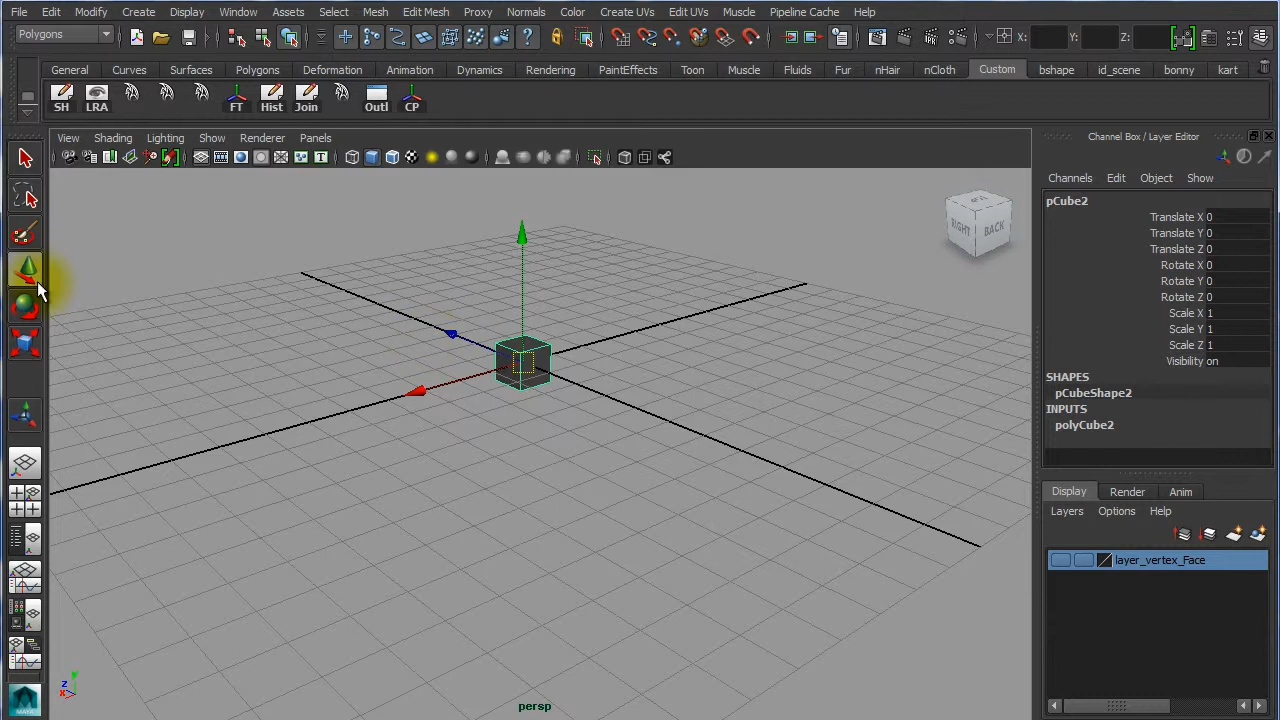 File Edit Modify Create Display Window Assets Select Mesh Edit Mesh Proxy Normals Color Create UVs Edit UVs Muscle Pipeline Cache Help
Polygons X: Y: Z:
General Curves Surfaces Polygons Deformation Animation Dynamics Rendering PaintEffects Toon Muscle Fluids Fur nHair nCloth Custom bshape id_scene bonny kart
SH LRA FT Hist Join Outl CP
View Shading Lighting Show Renderer Panels
Channel Box / Layer Editor
Channels Edit Object Show
pCube2
Translate X 0
Translate Y 0
Translate Z 0
Rotate X 0
Rotate Y 0
Rotate Z 0
Scale X 1
Scale Y 1
Scale Z 1
Visibility on
SHAPES
pCubeShape2
INPUTS
polyCube2
RIGHT BACK
Display Render Anim
Layers Options Help
layer_vertex_Face
Y
Z
X
persp